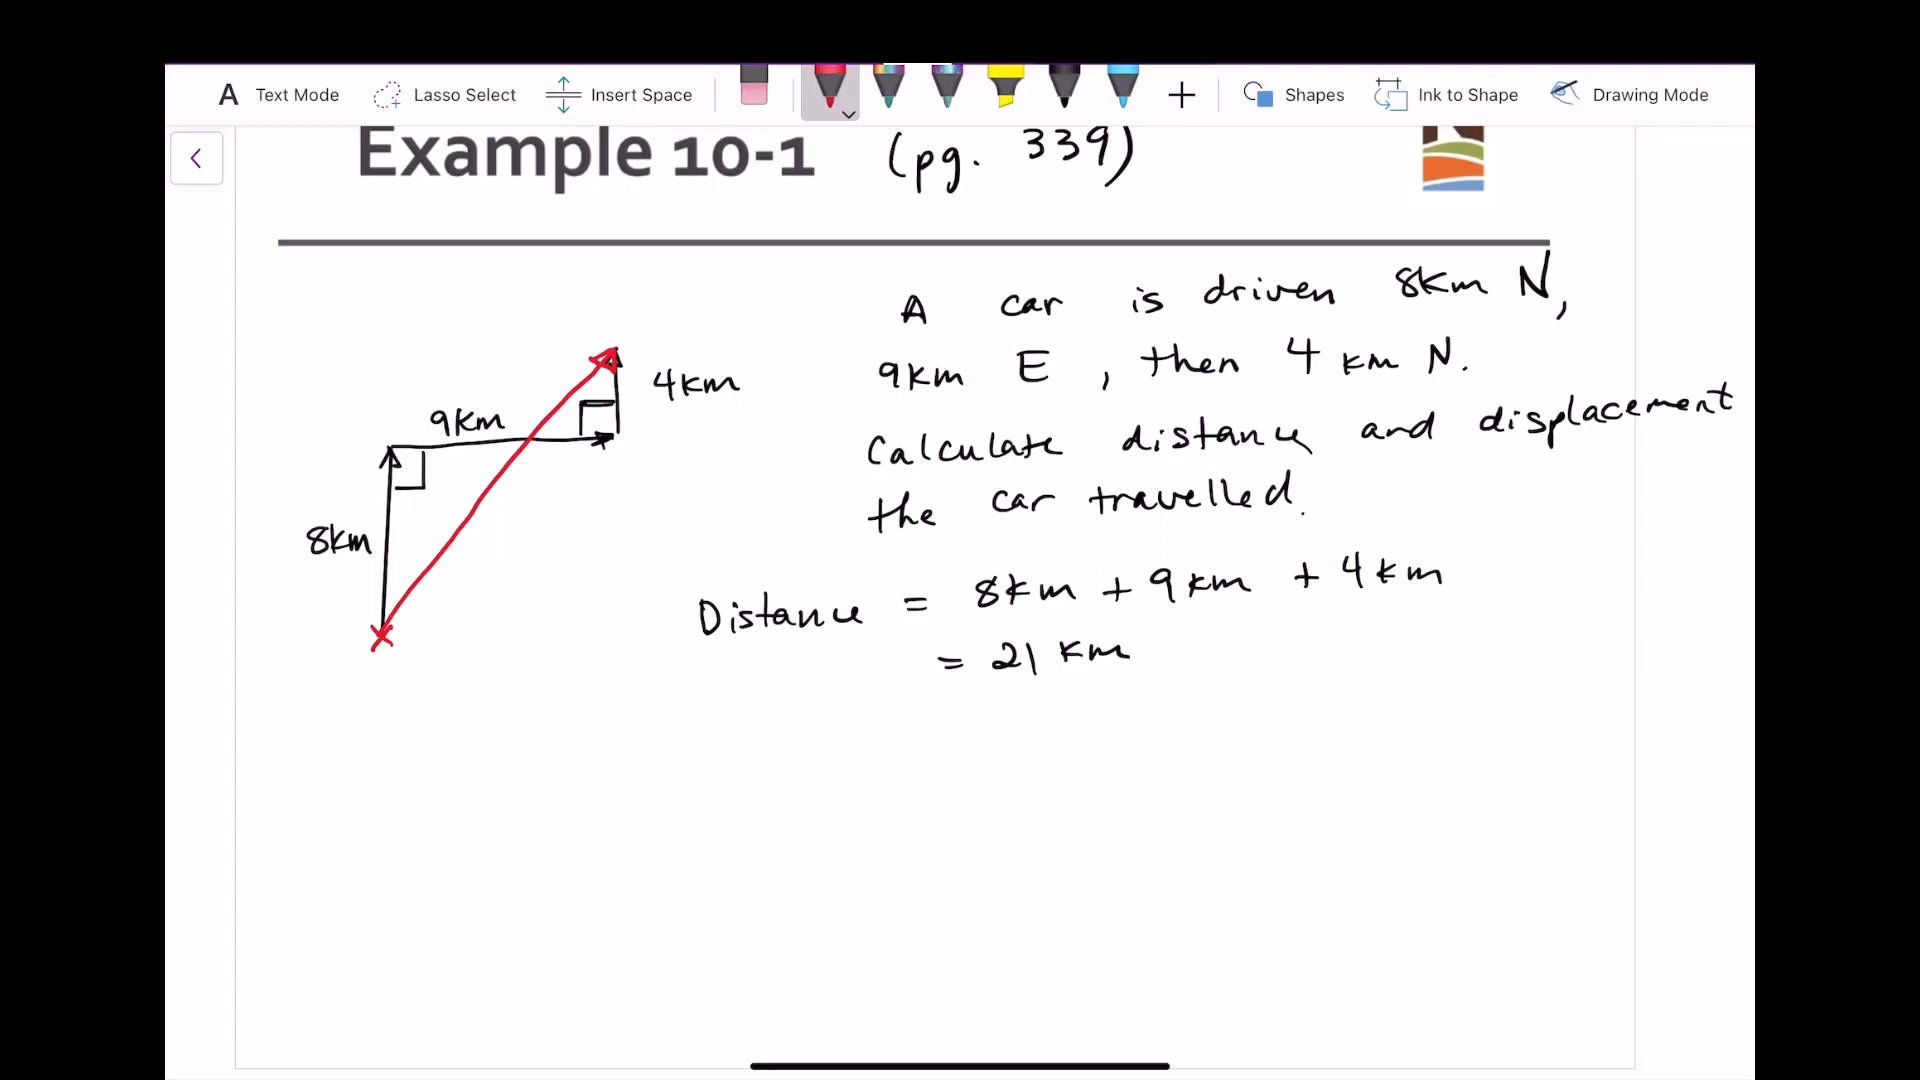 A Text Mode Lasso Select Insert Space Shapes Ink to Shape Drawing Mode
Example 10-1 (pg. 339)
A car is driven 8km N,
9km E, then 4 km N.
Calculate distance and displacement
the car travelled.
4km
9km
8km
Distance = 8km + 9km + 4km
= 21 km